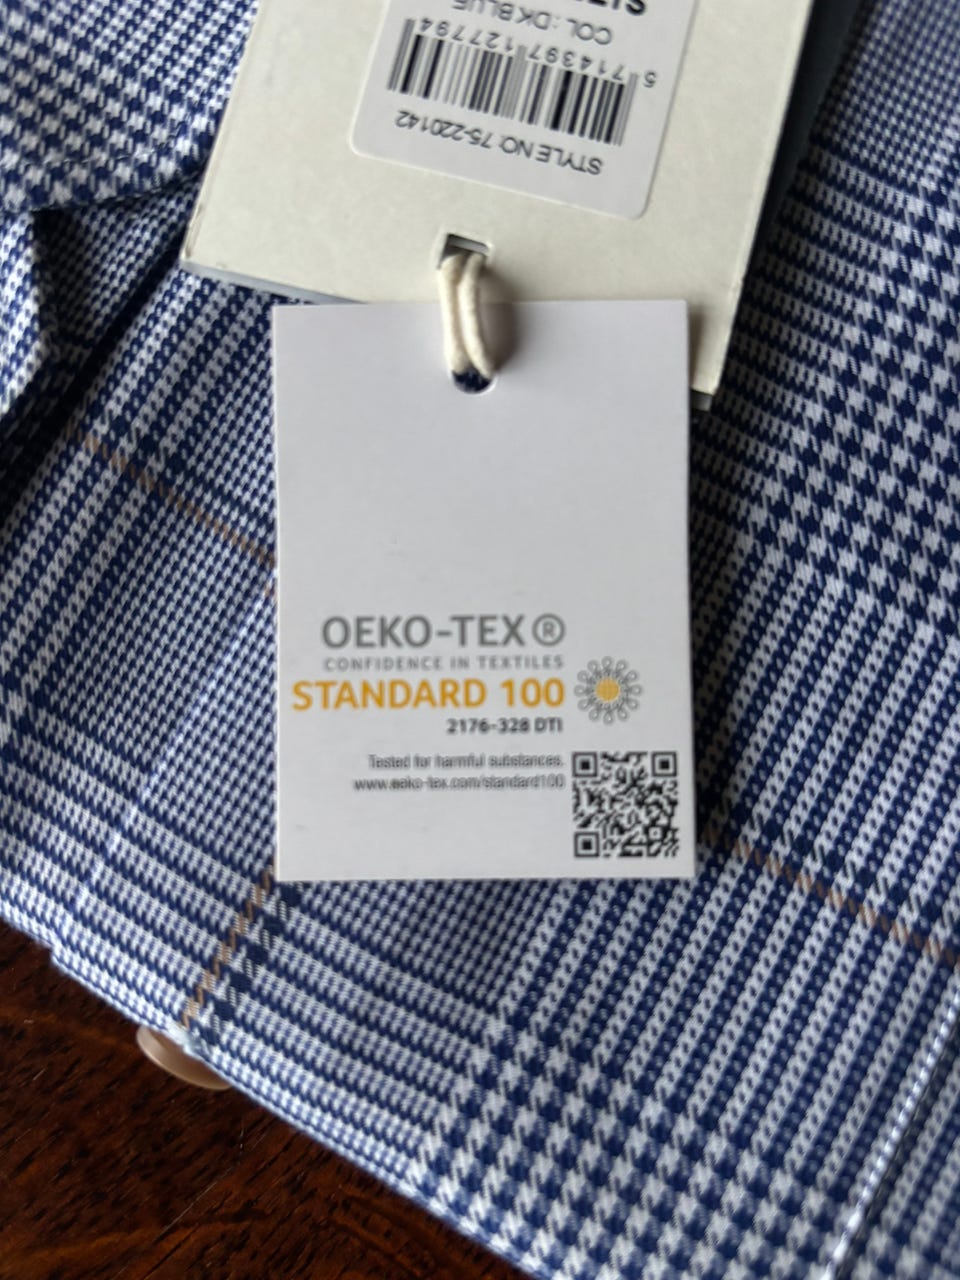 STYLE NO: 75-220142
5 714397 127794
COL: DK BLUE
OEKO-TEX®
CONFIDENCE IN TEXTILES
STANDARD 100
2176-328 DTI
Tested for harmful substances.
www.oeko-tex.com/standard100